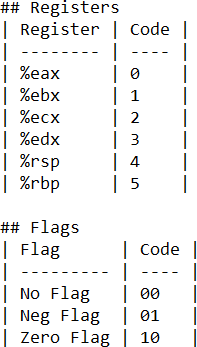 ## Registers
| Register | Code |
| -------- | ---- |
| %eax     | 0    |
| %ebx     | 1    |
| %ecx     | 2    |
| %edx     | 3    |
| %rsp     | 4    |
| %rbp     | 5    |

## Flags
| Flag      | Code |
| --------- | ---- |
| No Flag   | 00   |
| Neg Flag  | 01   |
| Zero Flag | 10   |